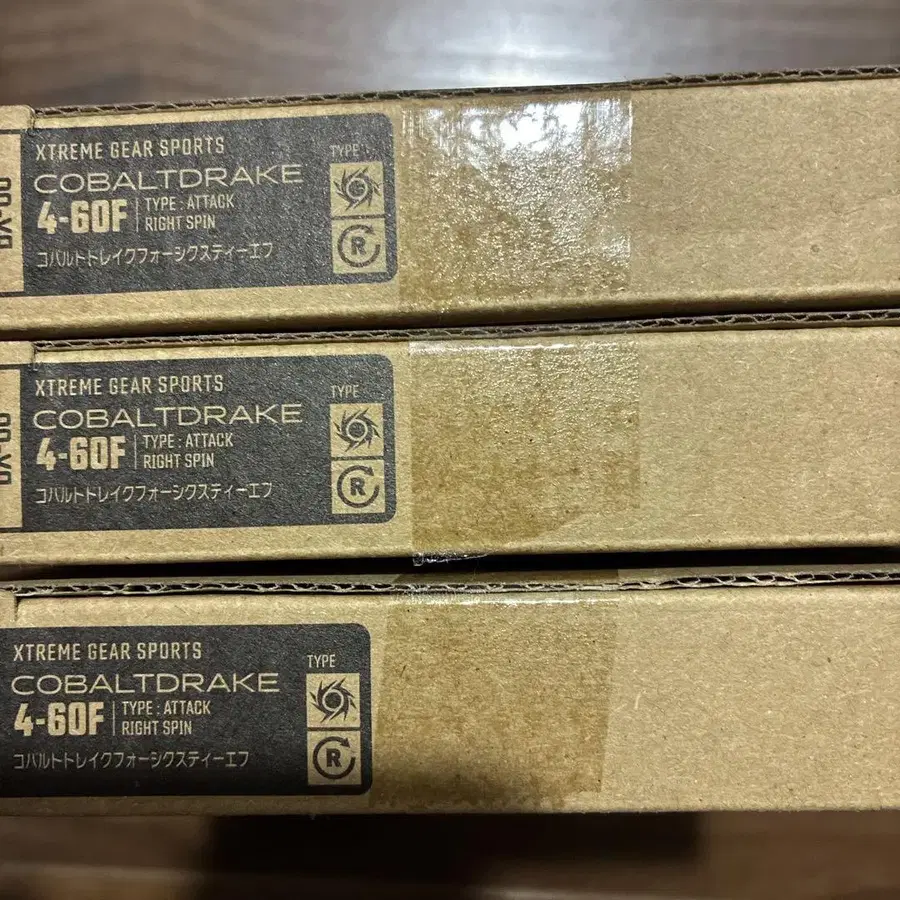 XTREME GEAR SPORTS
COBALTDRAKE
4-60F
TYPE : ATTACK
RIGHT SPIN
コバルトドレイクフォーシクスティーエフ
TYPE
R
XTREME GEAR SPORTS
COBALTDRAKE
4-60F
TYPE : ATTACK
RIGHT SPIN
コバルトドレイクフォーシクスティーエフ
TYPE
R
XTREME GEAR SPORTS
COBALTDRAKE
4-60F
TYPE : ATTACK
RIGHT SPIN
コバルトドレイクフォーシクスティーエフ
TYPE
R